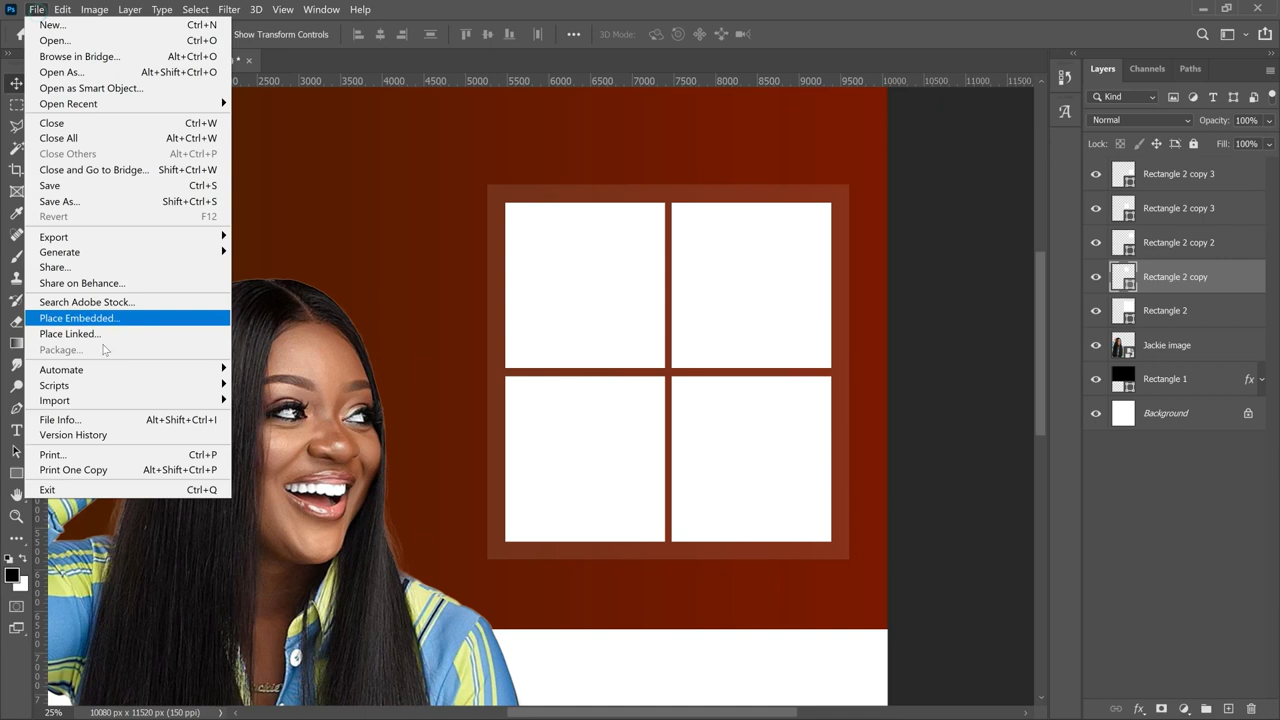 Ps File Edit Image Layer Type Select Filter 3D View Window Help
Show Transform Controls 3D Mode:
New... Ctrl+N
Open... Ctrl+O
Browse in Bridge... Alt+Ctrl+O
Open As... Alt+Shift+Ctrl+O
Open as Smart Object...
Open Recent
Close Ctrl+W
Close All Alt+Ctrl+W
Close Others Alt+Ctrl+P
Close and Go to Bridge... Shift+Ctrl+W
Save Ctrl+S
Save As... Shift+Ctrl+S
Revert F12
Export
Generate
Share...
Share on Behance...
Search Adobe Stock...
Place Embedded...
Place Linked...
Package...
Automate
Scripts
Import
File Info... Alt+Shift+Ctrl+I
Version History
Print... Ctrl+P
Print One Copy Alt+Shift+Ctrl+P
Exit Ctrl+Q
2500 3000 3500 4000 4500 5000 5500 6000 6500 7000 7500 8000 8500 9000 9500 10000 10500 11000 11500
Layers Channels Paths
Kind
Normal Opacity: 100%
Lock: Fill: 100%
Rectangle 2 copy 3
Rectangle 2 copy 3
Rectangle 2 copy 2
Rectangle 2 copy
Rectangle 2
Jackie image
Rectangle 1 fx
Background
25% 10080 px x 11520 px (150 ppi)